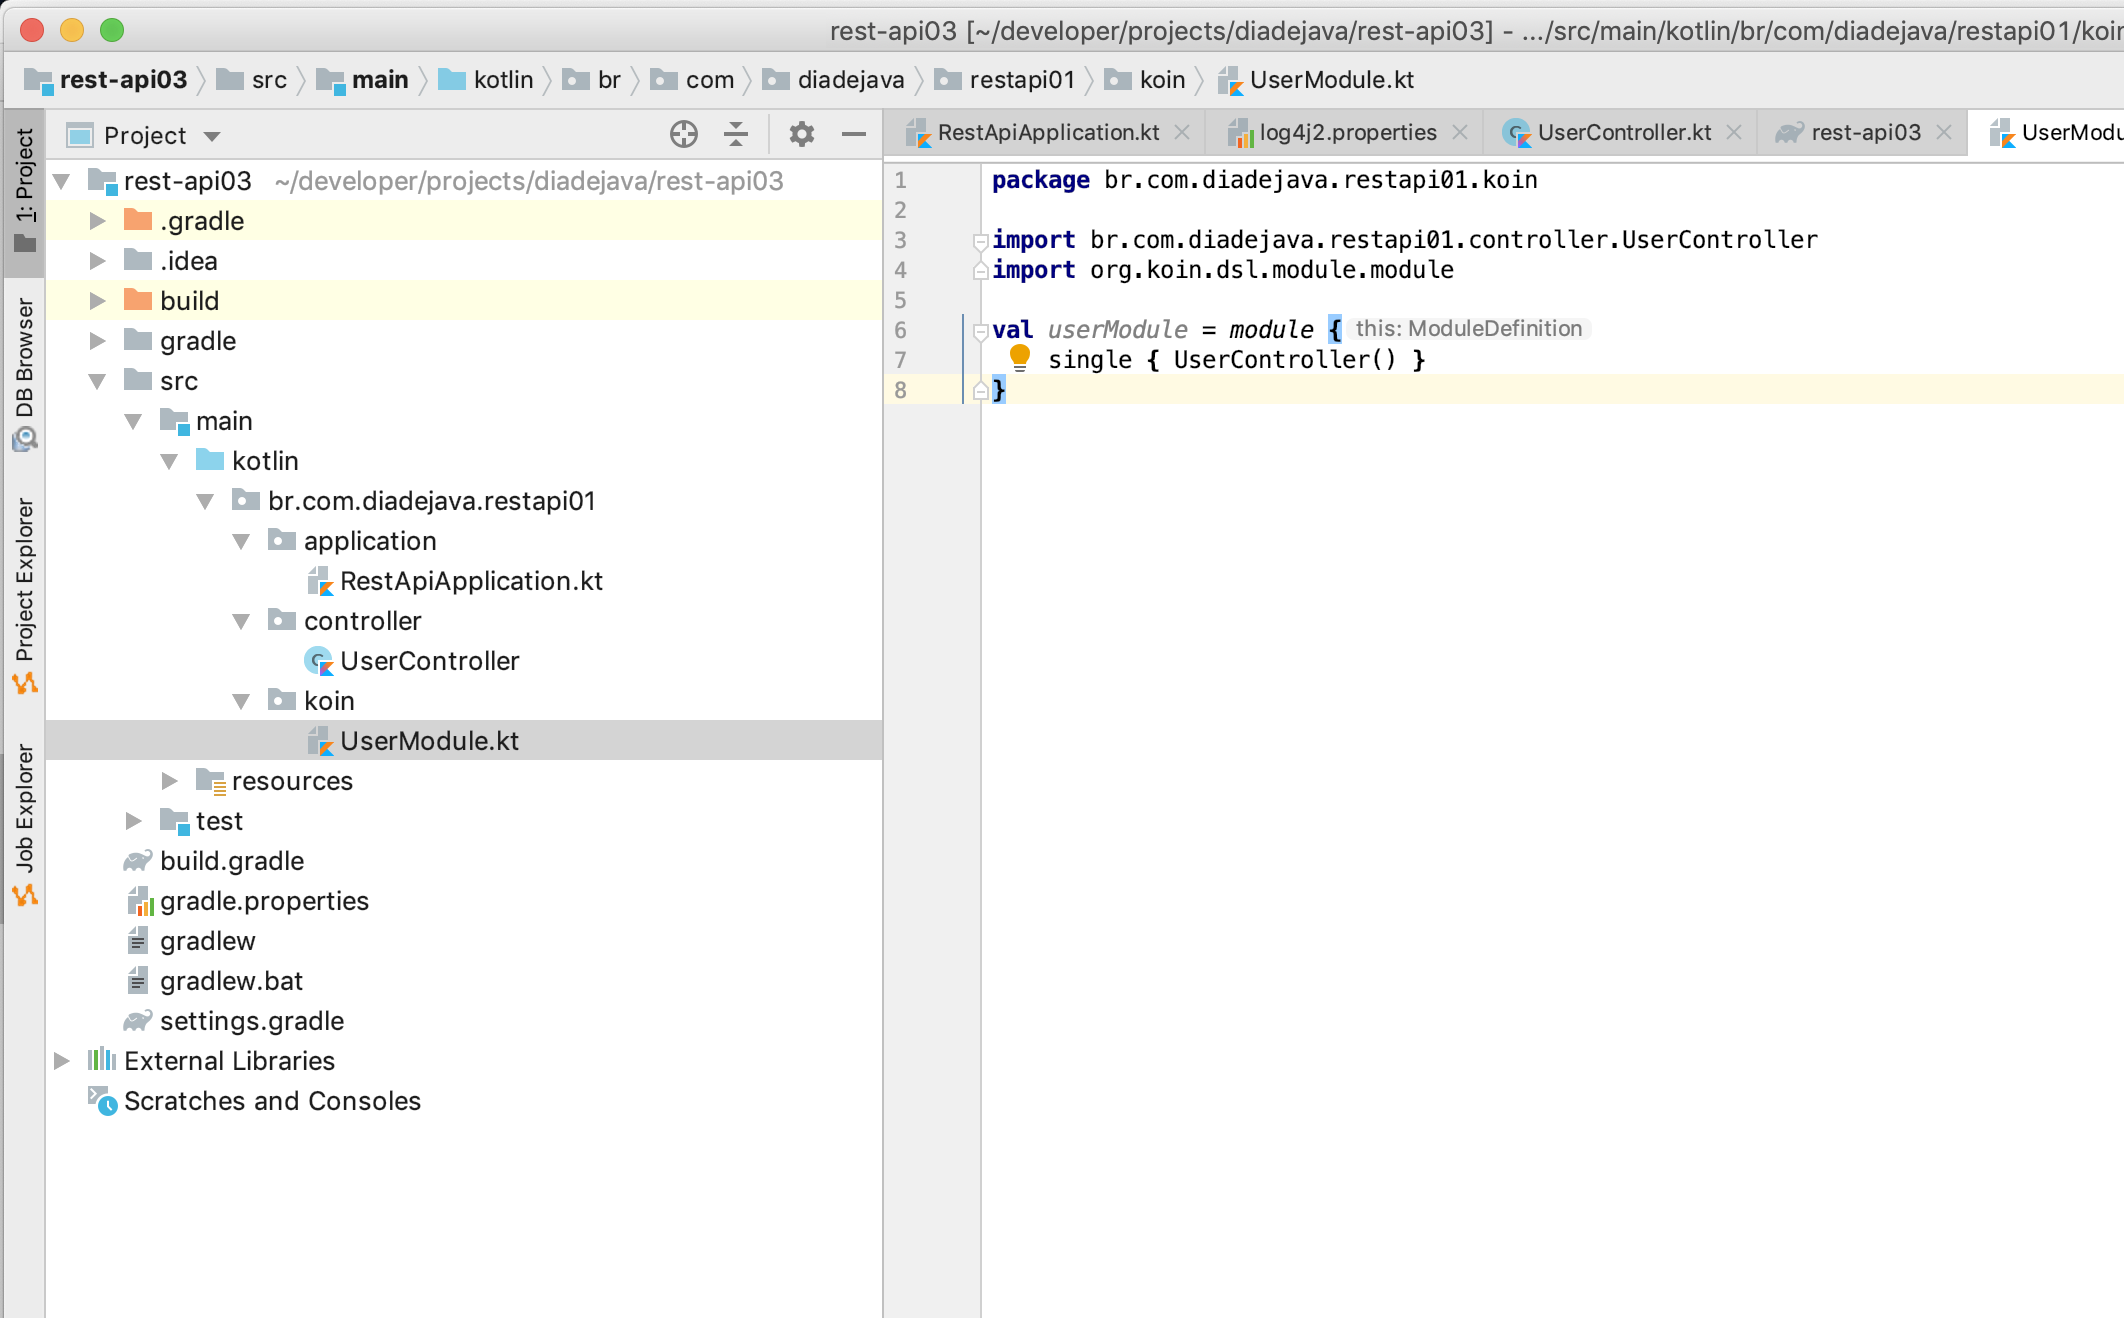 rest-api03 [~/developer/projects/diadejava/rest-api03] - .../src/main/kotlin/br/com/diadejava/restapi01/koin
rest-api03 src main kotlin br com diadejava restapi01 koin UserModule.kt
1: Project
DB Browser
Project Explorer
Job Explorer
Project
rest-api03 ~/developer/projects/diadejava/rest-api03
.gradle
.idea
build
gradle
src
main
kotlin
br.com.diadejava.restapi01
application
RestApiApplication.kt
controller
UserController
koin
UserModule.kt
resources
test
build.gradle
gradle.properties
gradlew
gradlew.bat
settings.gradle
External Libraries
Scratches and Consoles
RestApiApplication.kt log4j2.properties UserController.kt rest-api03 UserModu
1 package br.com.diadejava.restapi01.koin
2
3 import br.com.diadejava.restapi01.controller.UserController
4 import org.koin.dsl.module.module
5
6 val userModule = module { this: ModuleDefinition
7 single { UserController() }
8 }